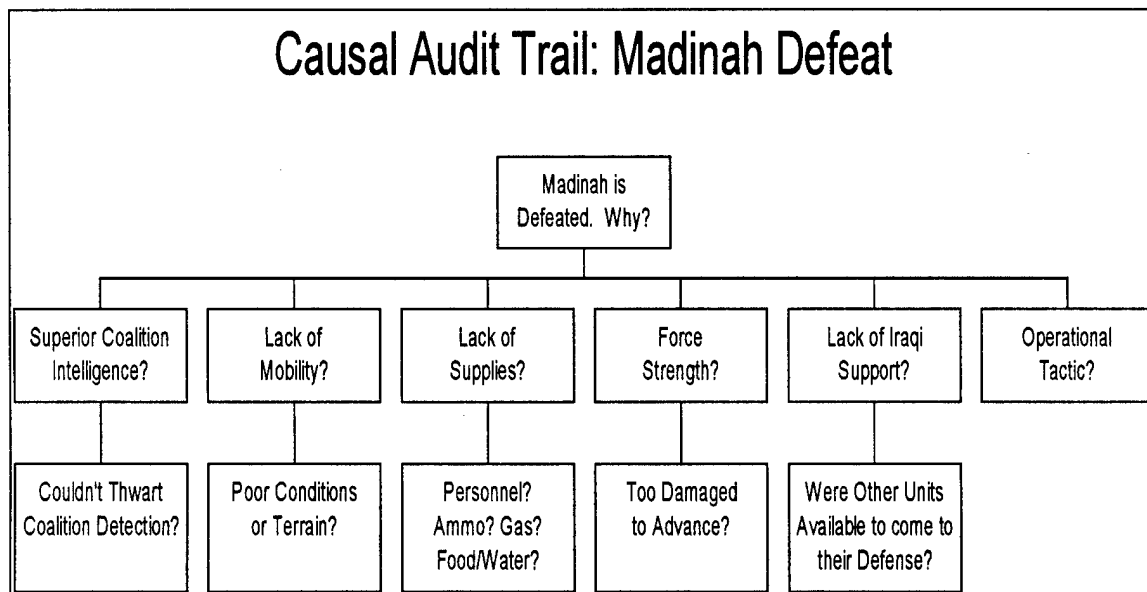 Causal Audit Trail: Madinah Defeat
Madinah is
Defeated. Why?
Superior Coalition
Intelligence?
Lack of
Mobility?
Lack of
Supplies?
Force
Strength?
Lack of Iraqi
Support?
Operational
Tactic?
Couldn't Thwart
Coalition Detection?
Poor Conditions
or Terrain?
Personnel?
Ammo? Gas?
Food/Water?
Too Damaged
to Advance?
Were Other Units
Available to come to
their Defense?